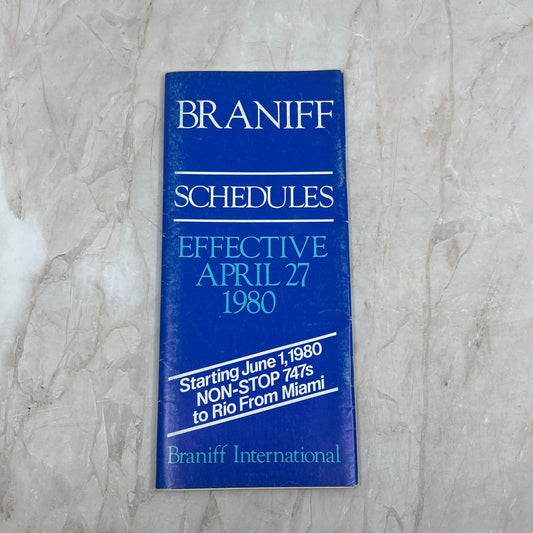 BRANIFF
SCHEDULES
EFFECTIVE
APRIL 27
1980
Starting June 1, 1980
NON-STOP 747s
to Rio From Miami
Braniff International